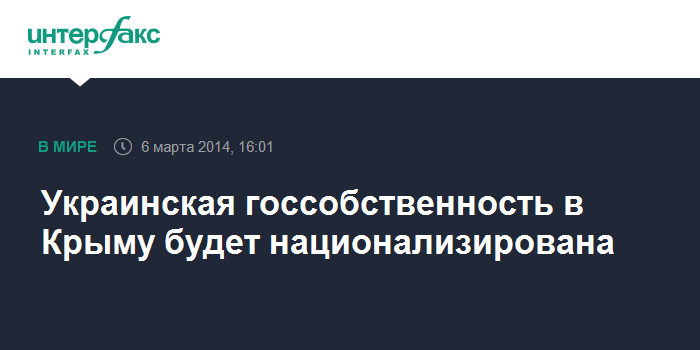 интерфакс
INTERFAX
В МИРЕ 6 марта 2014, 16:01
Украинская госсобственность в
Крыму будет национализирована